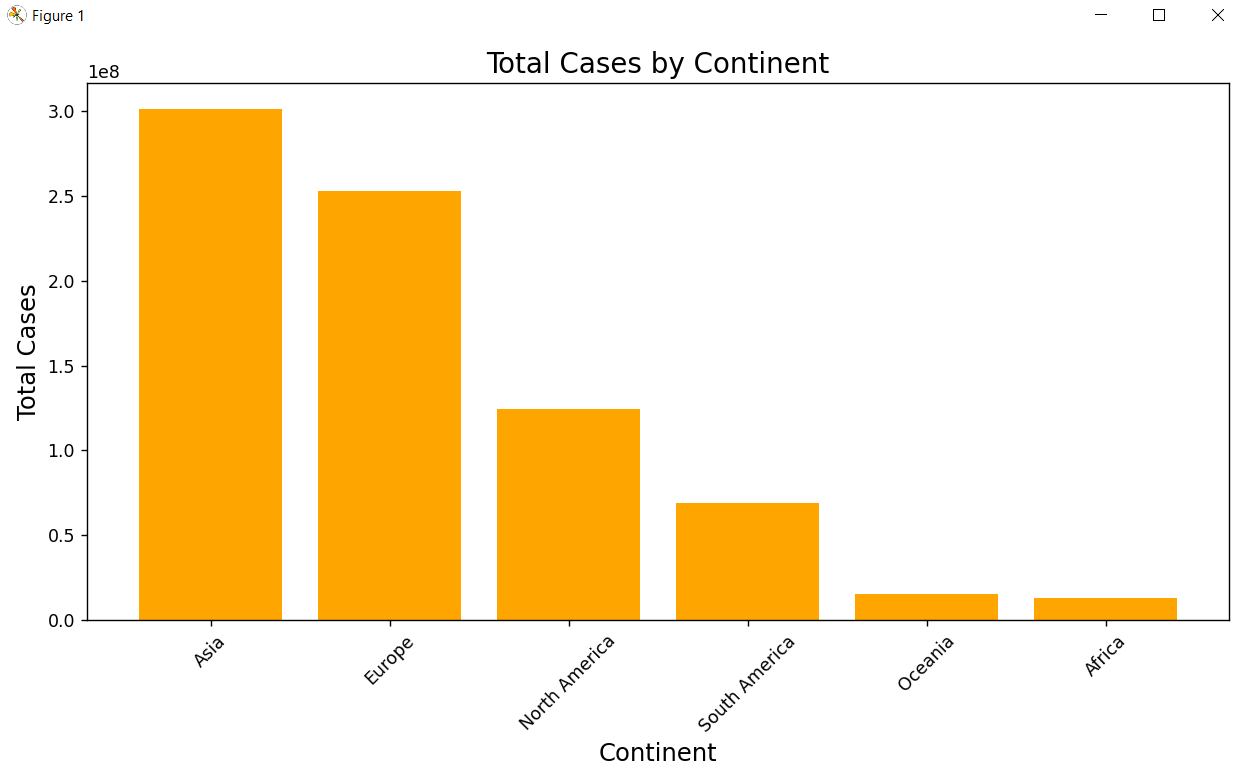 Figure 1
Total Cases by Continent
1e8
3.0
2.5
2.0
1.5
1.0
0.5
0.0
Total Cases
Asia
Europe
North America
South America
Oceania
Africa
Continent